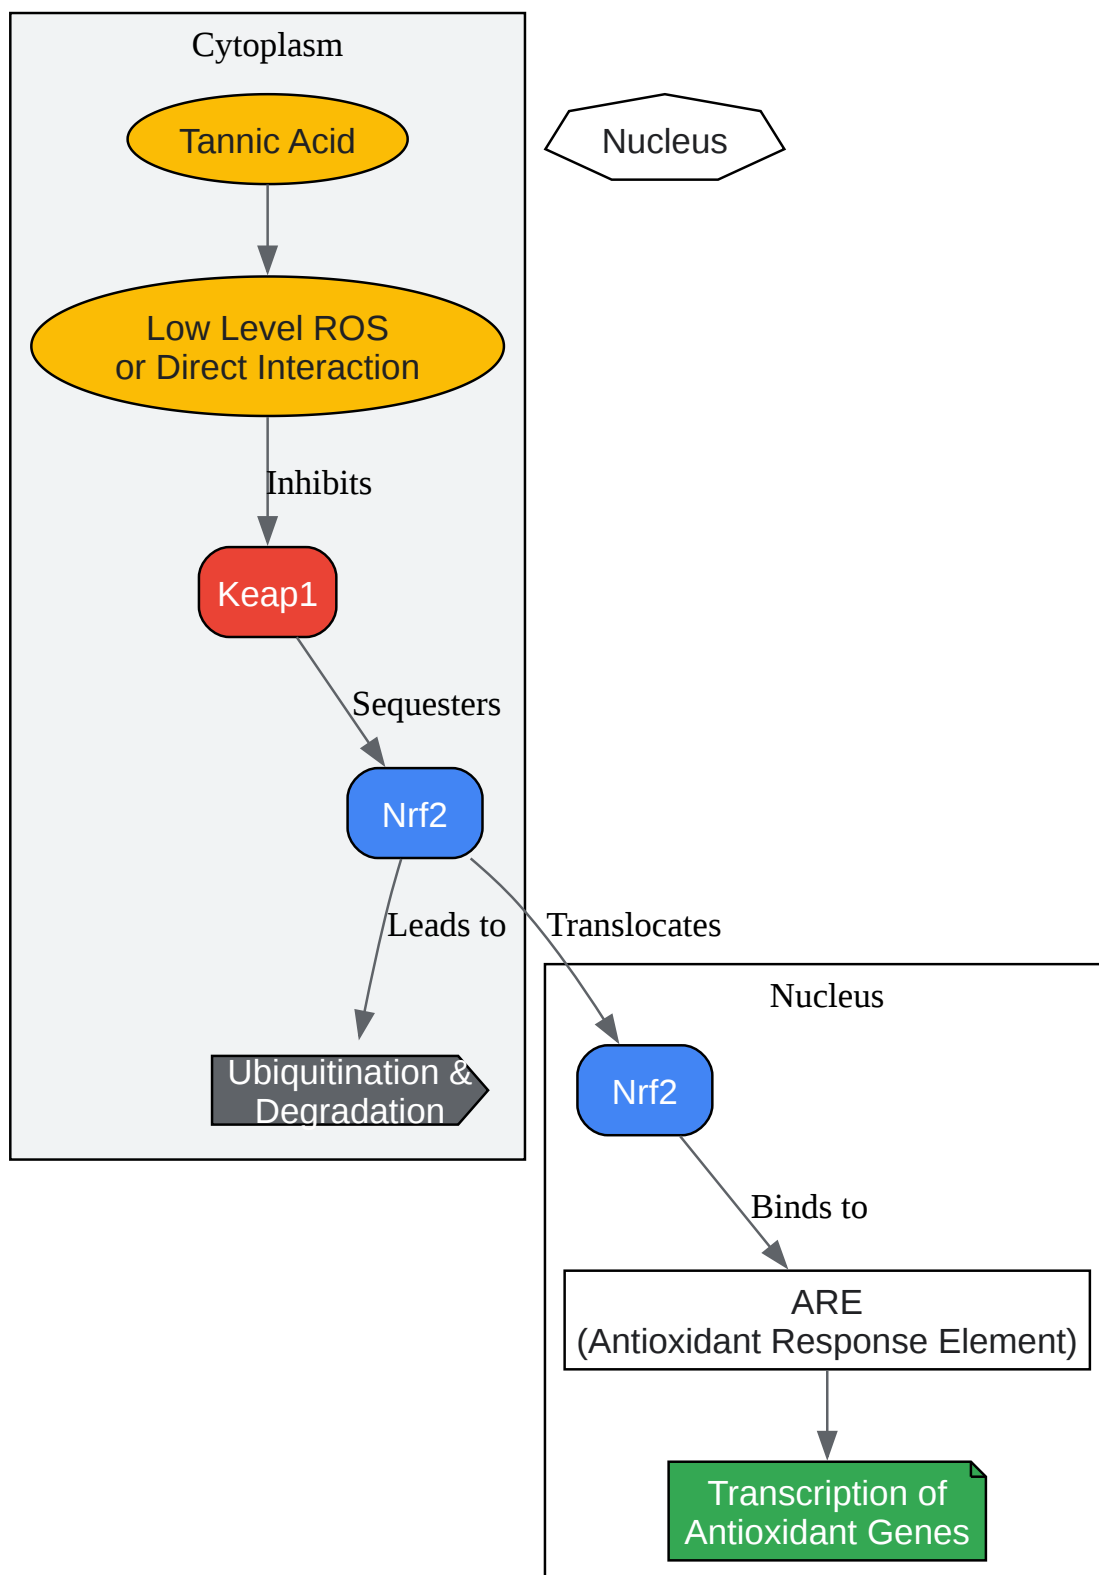 Cytoplasm
Tannic Acid
Nucleus
Low Level ROS
or Direct Interaction
Inhibits
Keap1
Sequesters
Nrf2
Leads to
Translocates
Nucleus
Ubiquitination &
Degradation
Nrf2
Binds to
ARE
(Antioxidant Response Element)
Transcription of
Antioxidant Genes